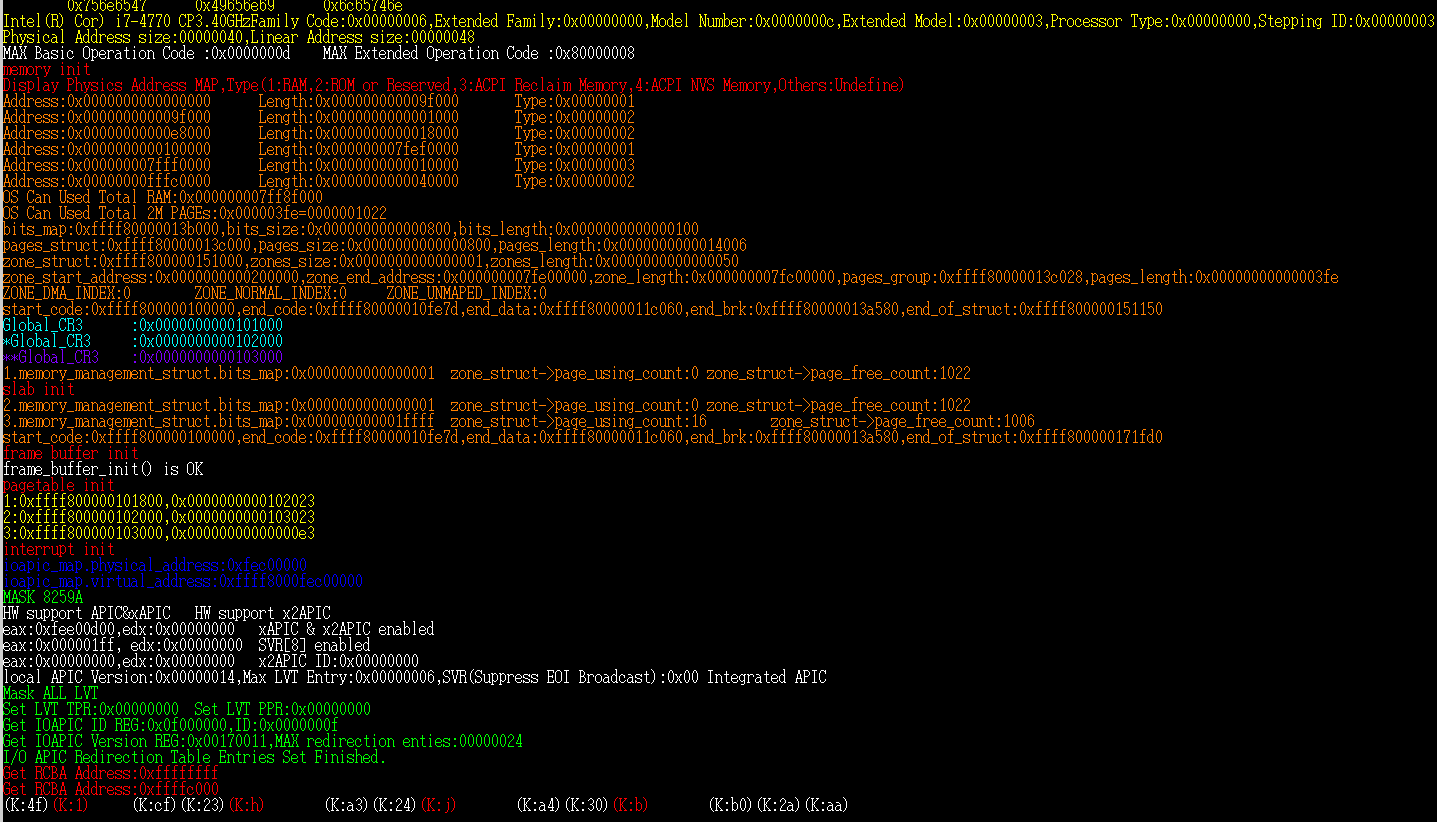 0x756e6547 0x49656e69 0x6c65746e
Intel(R) Cor) i7-4770 CP3.40GHzFamily Code:0x00000006,Extended Family:0x00000000,Model Number:0x0000000c,Extended Model:0x00000003,Processor Type:0x00000000,Stepping ID:0x00000003
Physical Address size:00000040,Linear Address size:00000048
MAX Basic Operation Code :0x0000000d MAX Extended Operation Code :0x80000008
memory init
Display Physics Address MAP,Type(1:RAM,2:ROM or Reserved,3:ACPI Reclaim Memory,4:ACPI NVS Memory,Others:Undefine)
Address:0x0000000000000000 Length:0x000000000009f000 Type:0x00000001
Address:0x000000000009f000 Length:0x0000000000001000 Type:0x00000002
Address:0x00000000000e8000 Length:0x0000000000018000 Type:0x00000002
Address:0x0000000000100000 Length:0x000000007fef0000 Type:0x00000001
Address:0x000000007fff0000 Length:0x0000000000010000 Type:0x00000003
Address:0x00000000fffc0000 Length:0x0000000000040000 Type:0x00000002
OS Can Used Total RAM:0x000000007ff8f000
OS Can Used Total 2M PAGEs:0x000003fe=0000001022
bits_map:0xffff80000013b000,bits_size:0x0000000000000800,bits_length:0x0000000000000100
pages_struct:0xffff80000013c000,pages_size:0x0000000000000800,pages_length:0x0000000000014006
zone_struct:0xffff800000151000,zones_size:0x0000000000000001,zones_length:0x0000000000000050
zone_start_address:0x0000000000200000,zone_end_address:0x000000007fe00000,zone_length:0x000000007fc00000,pages_group:0xffff80000013c028,pages_length:0x00000000000003fe
ZONE_DMA_INDEX:0 ZONE_NORMAL_INDEX:0 ZONE_UNMAPED_INDEX:0
start_code:0xffff800000100000,end_code:0xffff80000010fe7d,end_data:0xffff80000011c060,end_brk:0xffff80000013a580,end_of_struct:0xffff800000151150
Global_CR3 :0x0000000000101000
*Global_CR3 :0x0000000000102000
**Global_CR3 :0x0000000000103000
1.memory_management_struct.bits_map:0x0000000000000001 zone_struct->page_using_count:0 zone_struct->page_free_count:1022
slab init
2.memory_management_struct.bits_map:0x0000000000000001 zone_struct->page_using_count:0 zone_struct->page_free_count:1022
3.memory_management_struct.bits_map:0x000000000001ffff zone_struct->page_using_count:16 zone_struct->page_free_count:1006
start_code:0xffff800000100000,end_code:0xffff80000010fe7d,end_data:0xffff80000011c060,end_brk:0xffff80000013a580,end_of_struct:0xffff800000171fd0
frame buffer init
frame_buffer_init() is OK
pagetable init
1:0xffff800000101800,0x0000000000102023
2:0xffff800000102000,0x0000000000103023
3:0xffff800000103000,0x00000000000000e3
interrupt init
ioapic_map.physical_address:0xfec00000
ioapic_map.virtual_address:0xffff8000fec00000
MASK 8259A
HW support APIC&xAPIC HW support x2APIC
eax:0xfee00d00,edx:0x00000000 xAPIC & x2APIC enabled
eax:0x000001ff, edx:0x00000000 SVR[8] enabled
eax:0x00000000,edx:0x00000000 x2APIC ID:0x00000000
local APIC Version:0x00000014,Max LVT Entry:0x00000006,SVR(Suppress EOI Broadcast):0x00 Integrated APIC
Mask ALL LVT
Set LVT TPR:0x00000000 Set LVT PPR:0x00000000
Get IOAPIC ID REG:0x0f000000,ID:0x0000000f
Get IOAPIC Version REG:0x00170011,MAX redirection enties:00000024
I/O APIC Redirection Table Entries Set Finished.
Get RCBA Address:0xffffffff
Get RCBA Address:0xffffc000
(K:4f)(K:1) (K:cf)(K:23)(K:h) (K:a3)(K:24)(K:j) (K:a4)(K:30)(K:b) (K:b0)(K:2a)(K:aa)